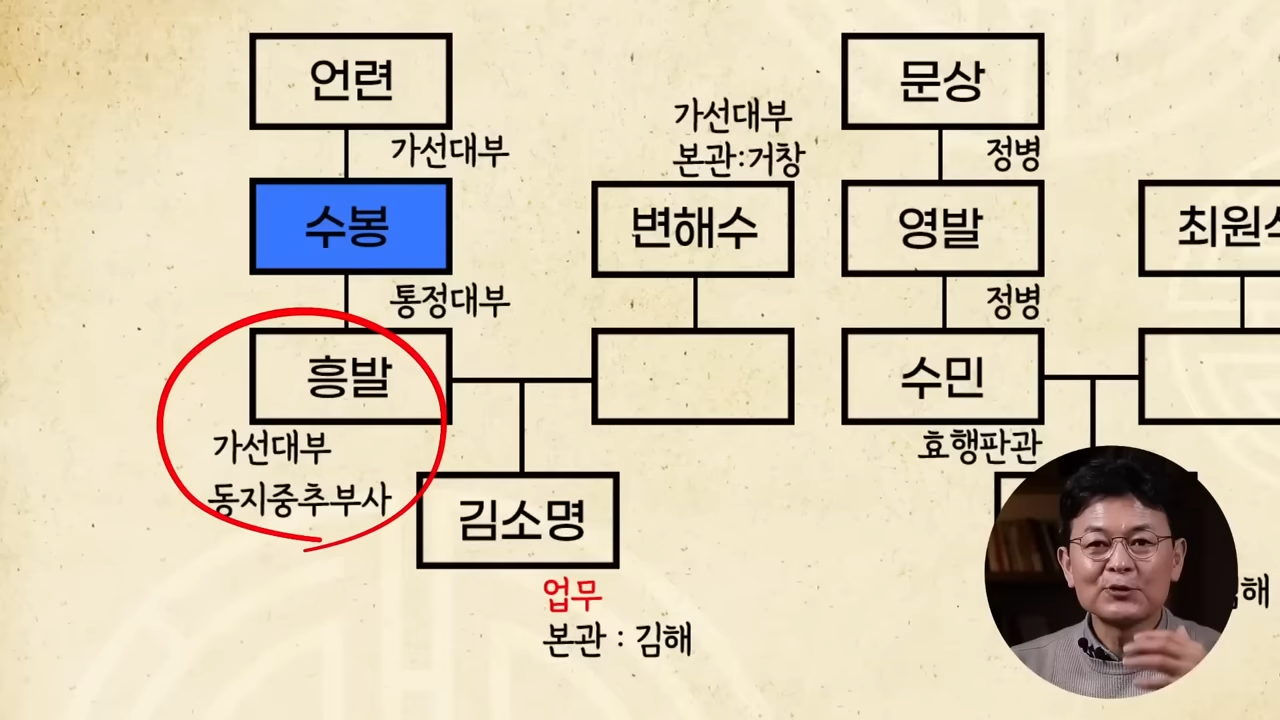 언련
문상
가선대부
본관:거창
가선대부
정병
수봉
변해수
영발
최원
통정대부
정병
흥발
수민
가선대부
동지중추부사
효행판관
김소명
업무
본관 : 김해
해